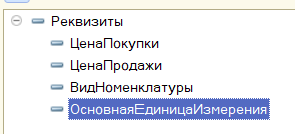 Реквизиты
ЦенаПокупки
ЦенаПродажи
ВидНоменклатуры
ОсновнаяЕдиницаИзмерения